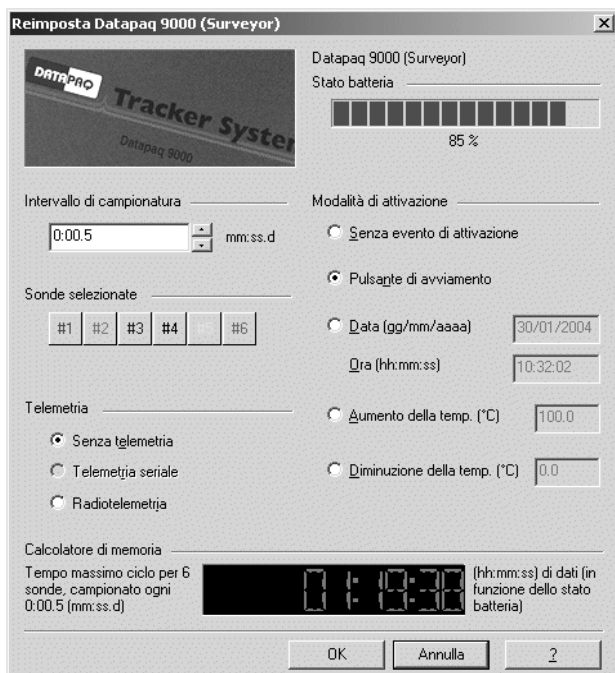 Reimposta Datapaq 9000 (Surveyor)
DATAPAQ
Tracker System
Datapaq 9000
Datapaq 9000 (Surveyor)
Stato batteria
85 %
Intervallo di campionatura
0:00.5
mm:ss.d
Sonde selezionate
#1 #2 #3 #4 #5 #6
Telemetria
Senza telemetria
Telemetria seriale
Radiotelemetria
Modalità di attivazione
Senza evento di attivazione
Pulsante di avviamento
Data (gg/mm/aaaa) 30/01/2004
Ora (hh:mm:ss) 10:32:02
Aumento della temp. (°C) 100.0
Diminuzione della temp. (°C) 0.0
Calcolatore di memoria
Tempo massimo ciclo per 6
sonde, campionato ogni
0:00.5 (mm:ss.d)
01:19:38
(hh:mm:ss) di dati (in
funzione dello stato
batteria)
OK Annulla ?